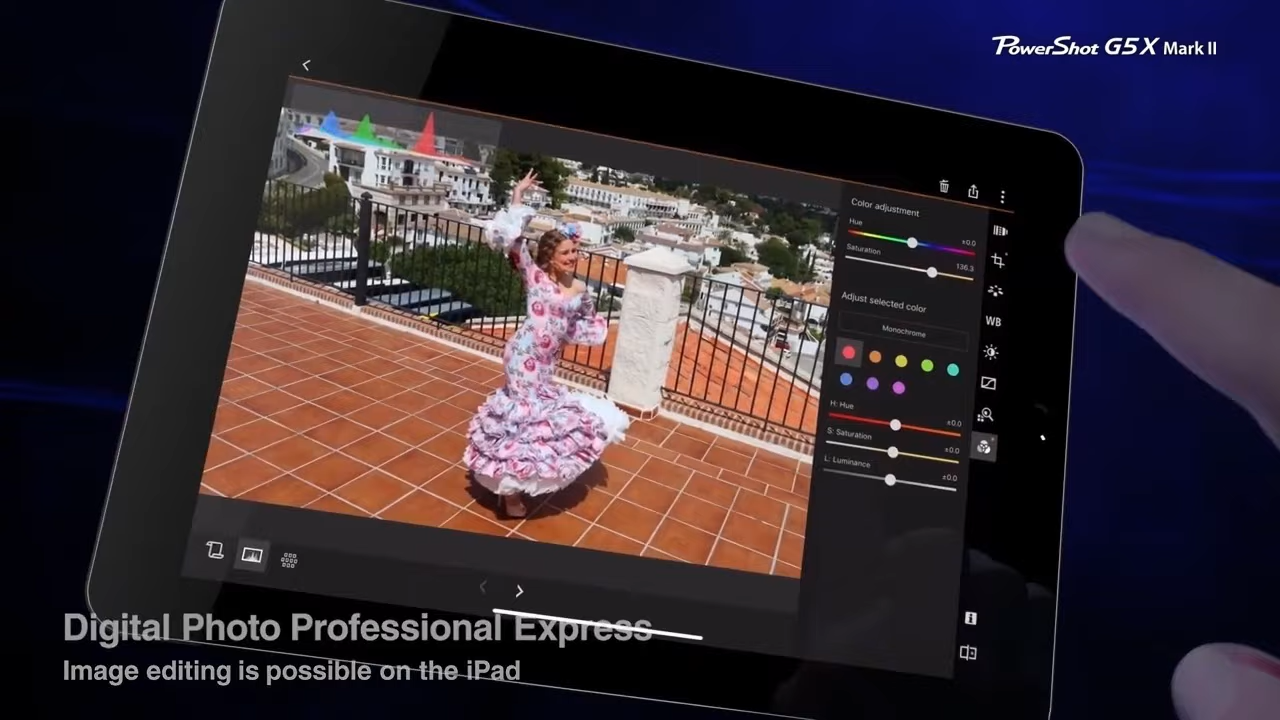 PowerShot G5 X Mark II
Color adjustment
Hue
±0.0
Saturation
136.3
Adjust selected color
Monochrome
WB
H: Hue
±0.0
S: Saturation
±0.0
L: Luminance
±0.0
Digital Photo Professional Express
Image editing is possible on the iPad